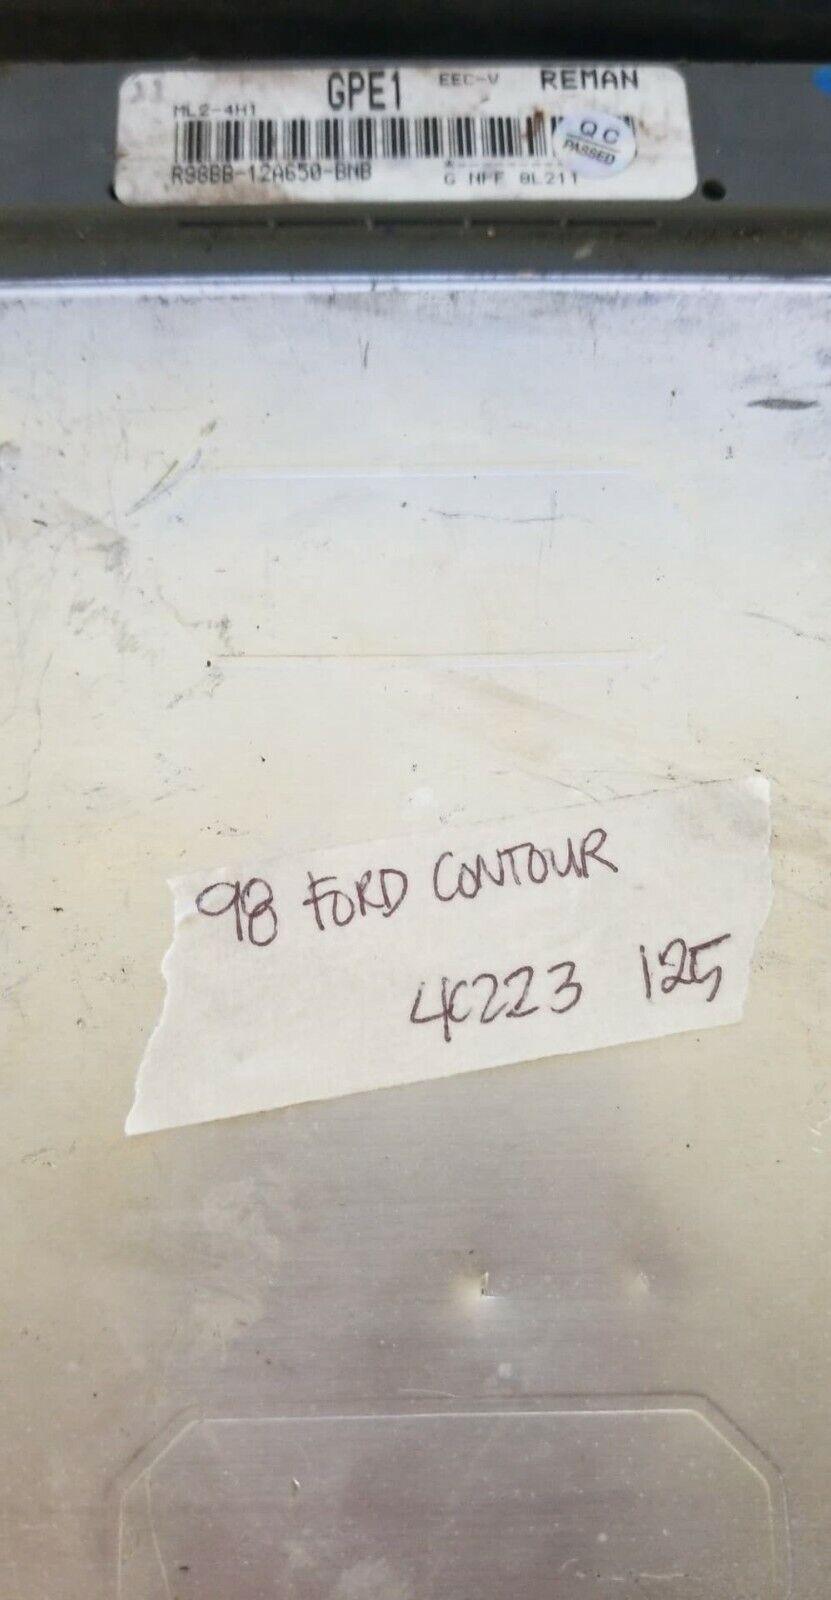 GPE1 EEC-V REMAN
ML2-4H1
QC
PASSED
R98BB-12A650-BNB
98 FORD CONTOUR
4C223 125